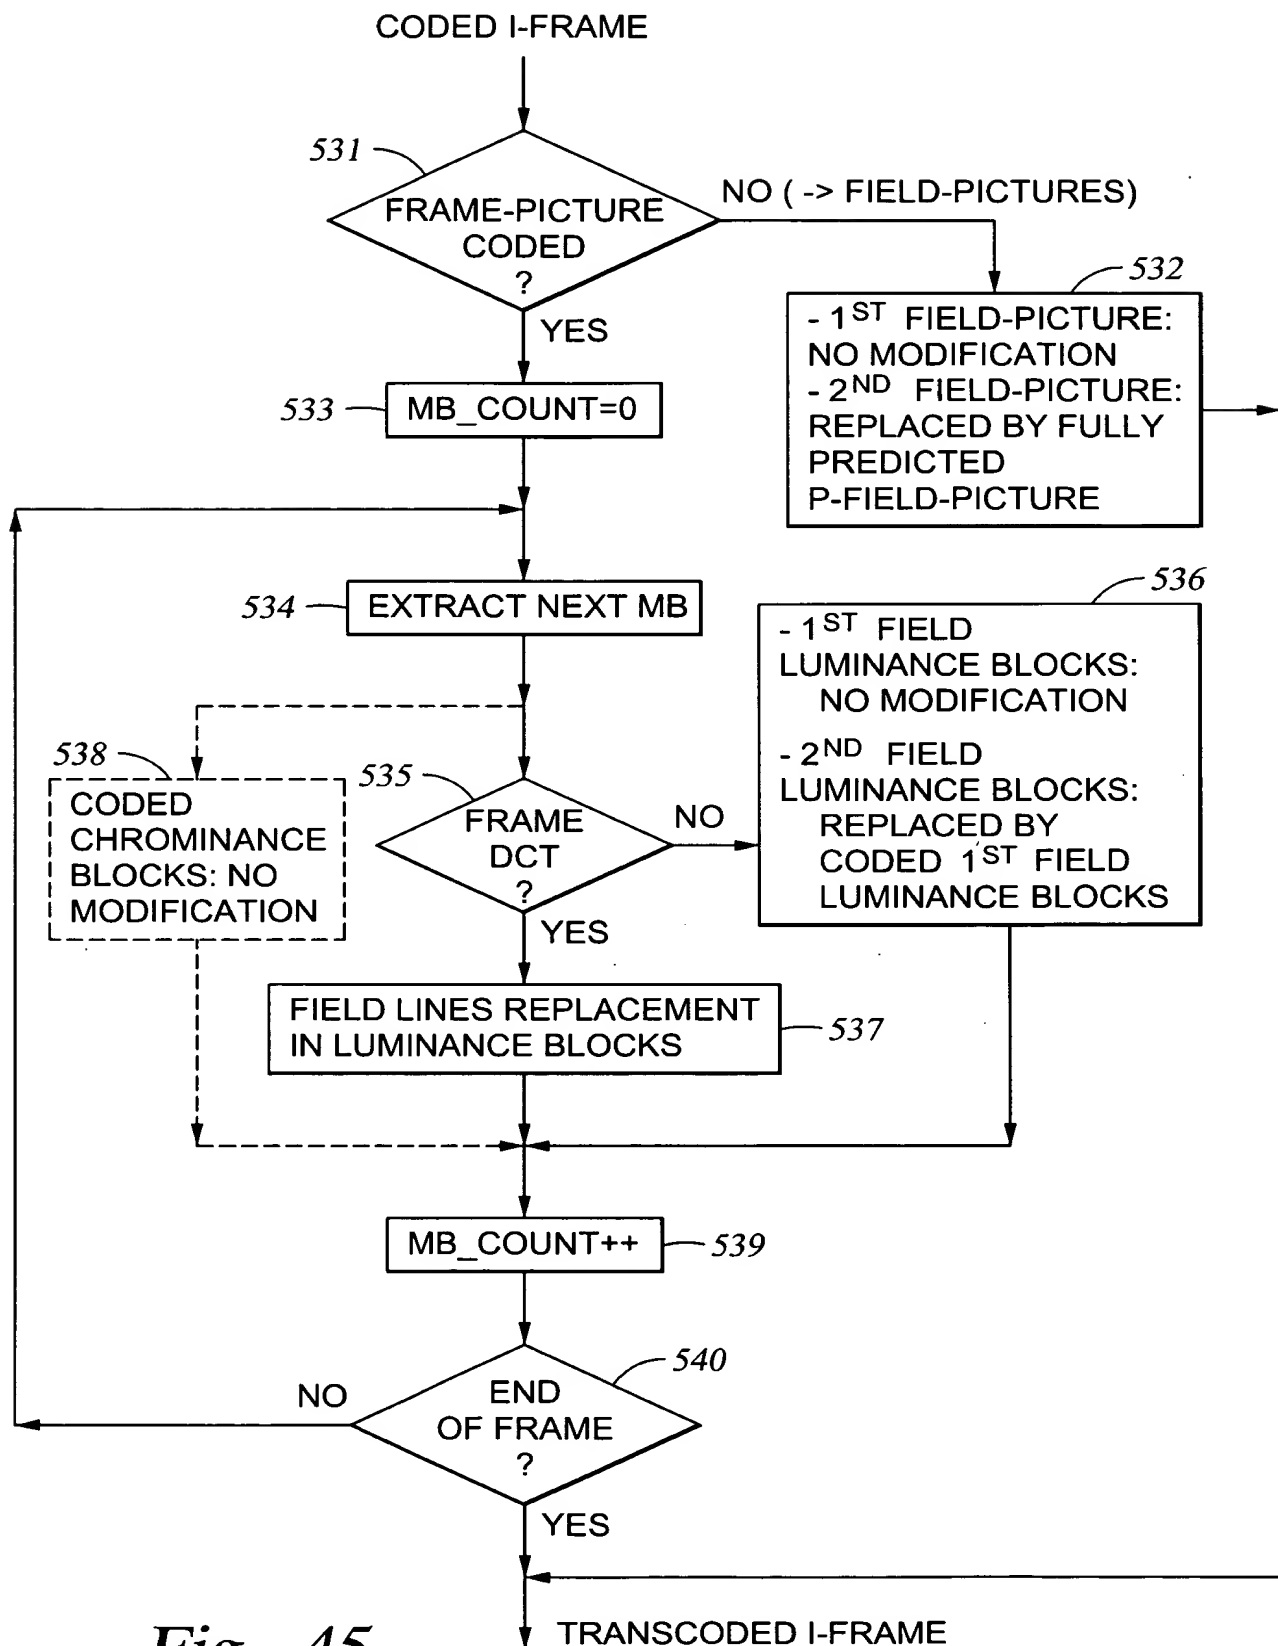 CODED I-FRAME
531
FRAME-PICTURE
CODED
?
NO ( -> FIELD-PICTURES)
YES
532
- 1ST FIELD-PICTURE:
NO MODIFICATION
- 2ND FIELD-PICTURE:
REPLACED BY FULLY
PREDICTED
P-FIELD-PICTURE
533
MB_COUNT=0
534
EXTRACT NEXT MB
536
- 1ST FIELD
LUMINANCE BLOCKS:
NO MODIFICATION
- 2ND FIELD
LUMINANCE BLOCKS:
REPLACED BY
CODED 1ST FIELD
LUMINANCE BLOCKS
538
CODED
CHROMINANCE
BLOCKS: NO
MODIFICATION
535
FRAME
DCT
?
NO
YES
FIELD LINES REPLACEMENT
IN LUMINANCE BLOCKS
537
MB_COUNT++
539
540
END
OF FRAME
?
NO
YES
TRANSCODED I-FRAME
Fig. 45